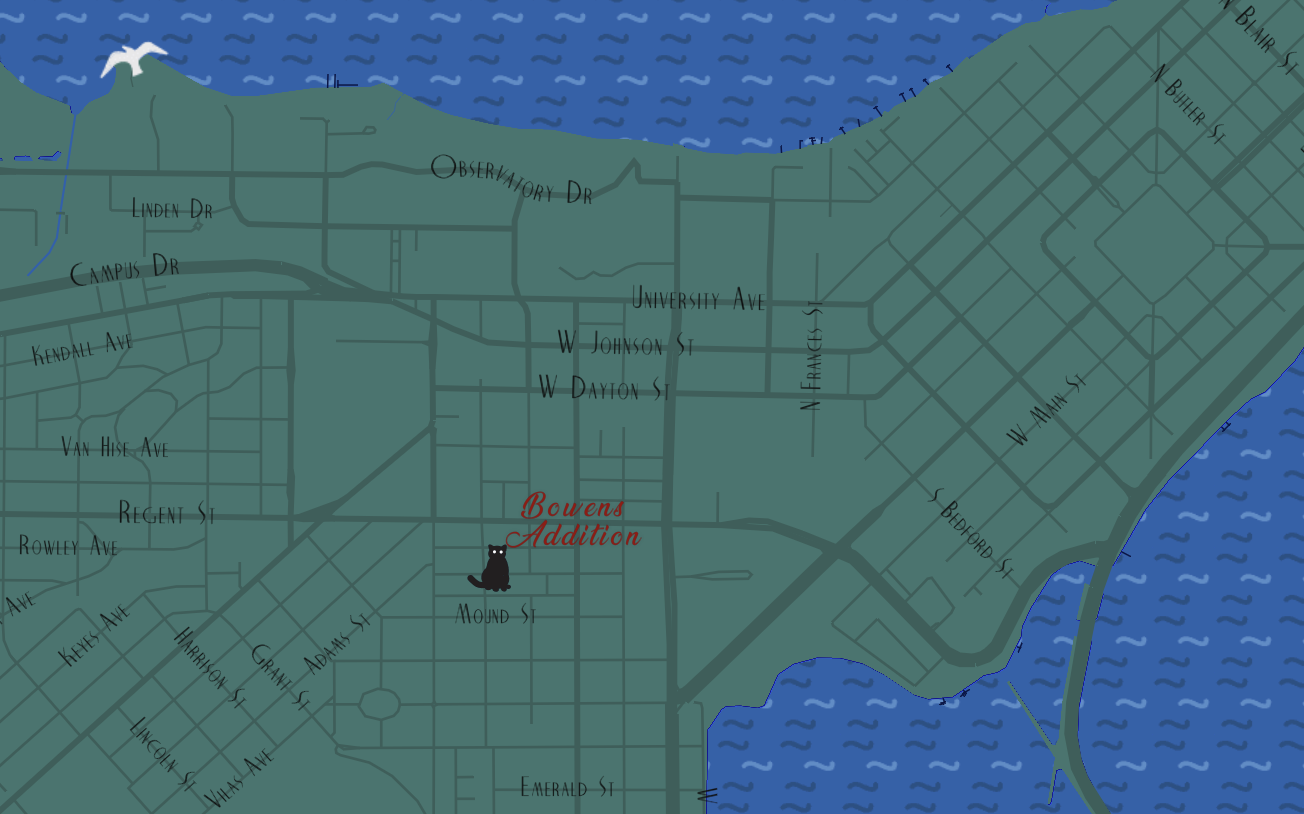 N Blair St
N Butler St
Observatory Dr
Linden Dr
Campus Dr
University Ave
N Frances St
Kendall Ave
W Johnson St
W Dayton St
W Main St
Van Hise Ave
Regent St
Bowens
Addition
S Bedford St
Rowley Ave
Ave
Keyes Ave
Mound St
Harrison St
Grant St
Adams St
Lincoln St
Vilas Ave
Emerald St